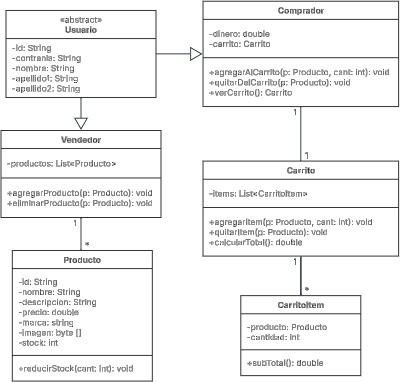 «abstract»
Usuario
-id: String
-contraña: String
-nombre: String
-apellido1: String
-apellido2: String
Comprador
-dinero: double
-carrito: Carrito
+agregarAlCarrito(p: Producto, cant: int): void
+quitarDelCarrito(p: Producto): void
+verCarrito(): Carrito
Vendedor
-productos: List<Producto>
+agregarProducto(p: Producto): void
+eliminarProducto(p: Producto): void
1
1
Carrito
-items: List<CarritoItem>
+agregarItem(p: Producto, cant: int): void
+quitarItem(p: Producto): void
+calcularTotal(): double
1
*
Producto
-id: String
-nombre: String
-descripcion: String
-precio: double
-marca: string
-imagen: byte []
-stock: int
+reducirStock(cant: int): void
1
*
CarritoItem
-producto: Producto
-cantidad: int
+subTotal(): double